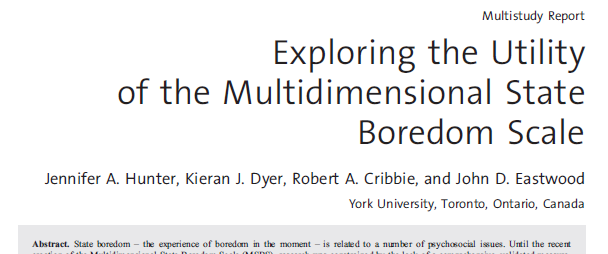 Multistudy Report
Exploring the Utility
of the Multidimensional State
Boredom Scale
Jennifer A. Hunter, Kieran J. Dyer, Robert A. Cribbie, and John D. Eastwood
York University, Toronto, Ontario, Canada
Abstract. State boredom – the experience of boredom in the moment – is related to a number of psychosocial issues. Until the recent